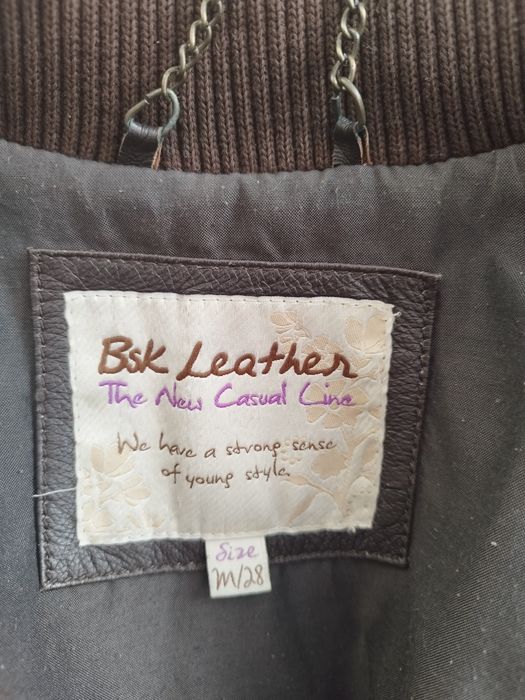 Bsk Leather
The New Casual Line
We have a strong sense
of young style.
Size
M/28